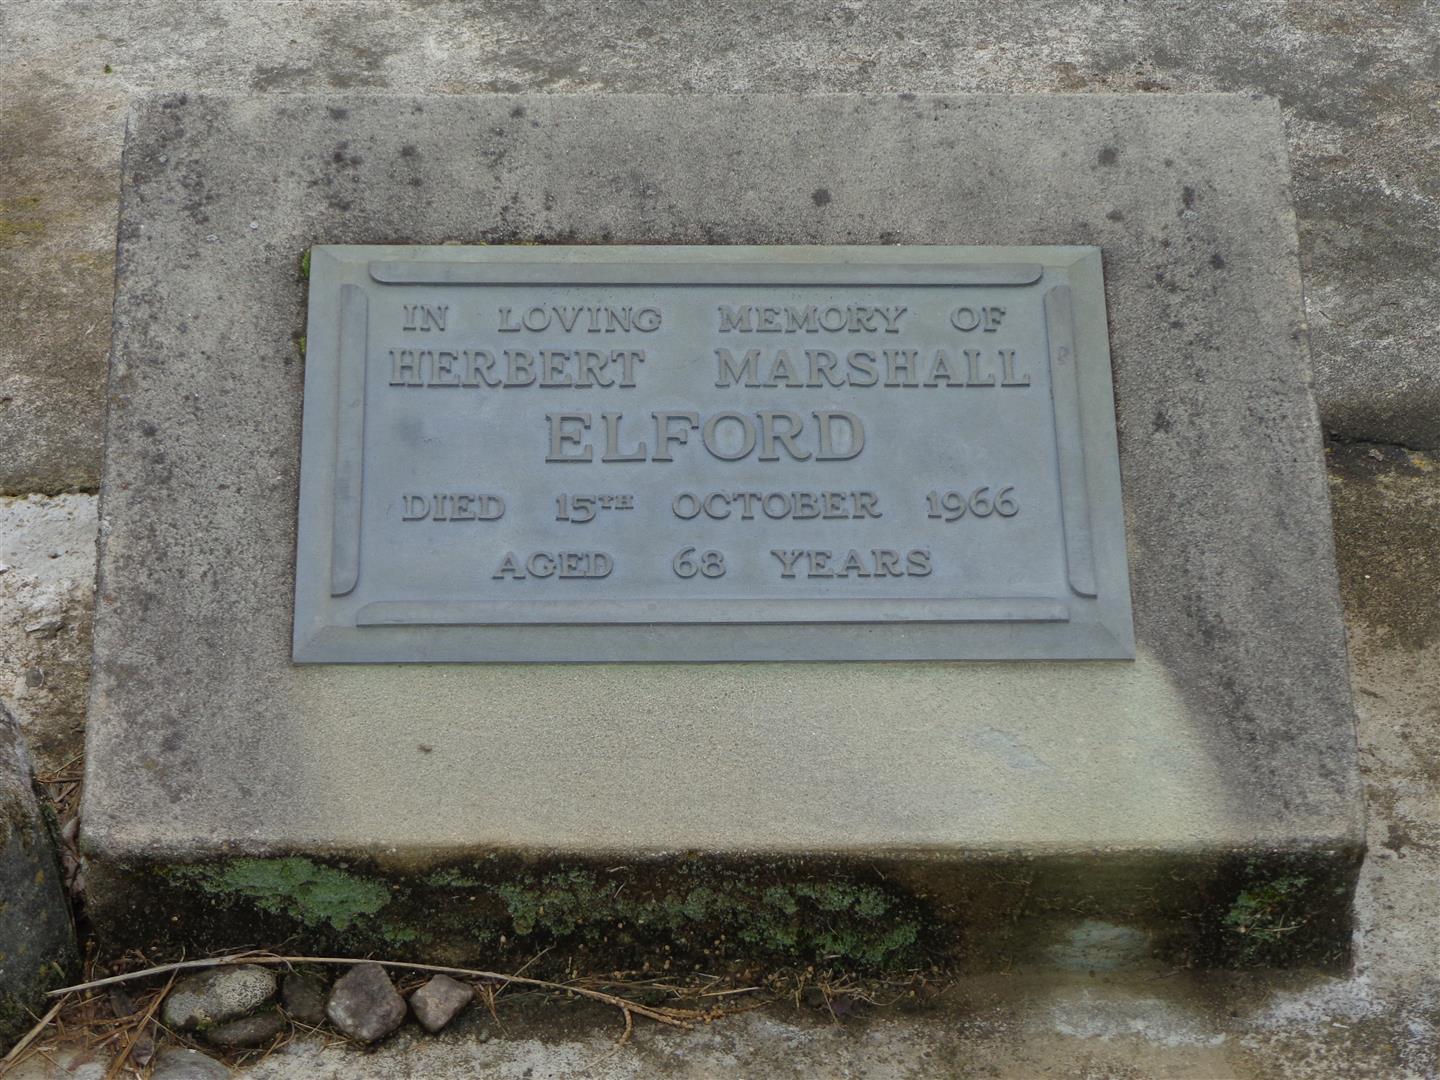 IN LOVING MEMORY OF
HERBERT MARSHALL
ELFORD
DIED 15TH OCTOBER 1966
AGED 68 YEARS